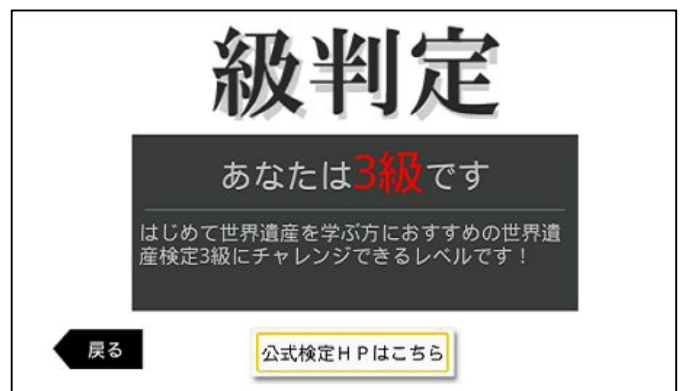 級判定
あなたは3級です
はじめて世界遺産を学ぶ方におすすめの世界遺
産検定3級にチャレンジできるレベルです！
戻る
公式検定ＨＰはこちら